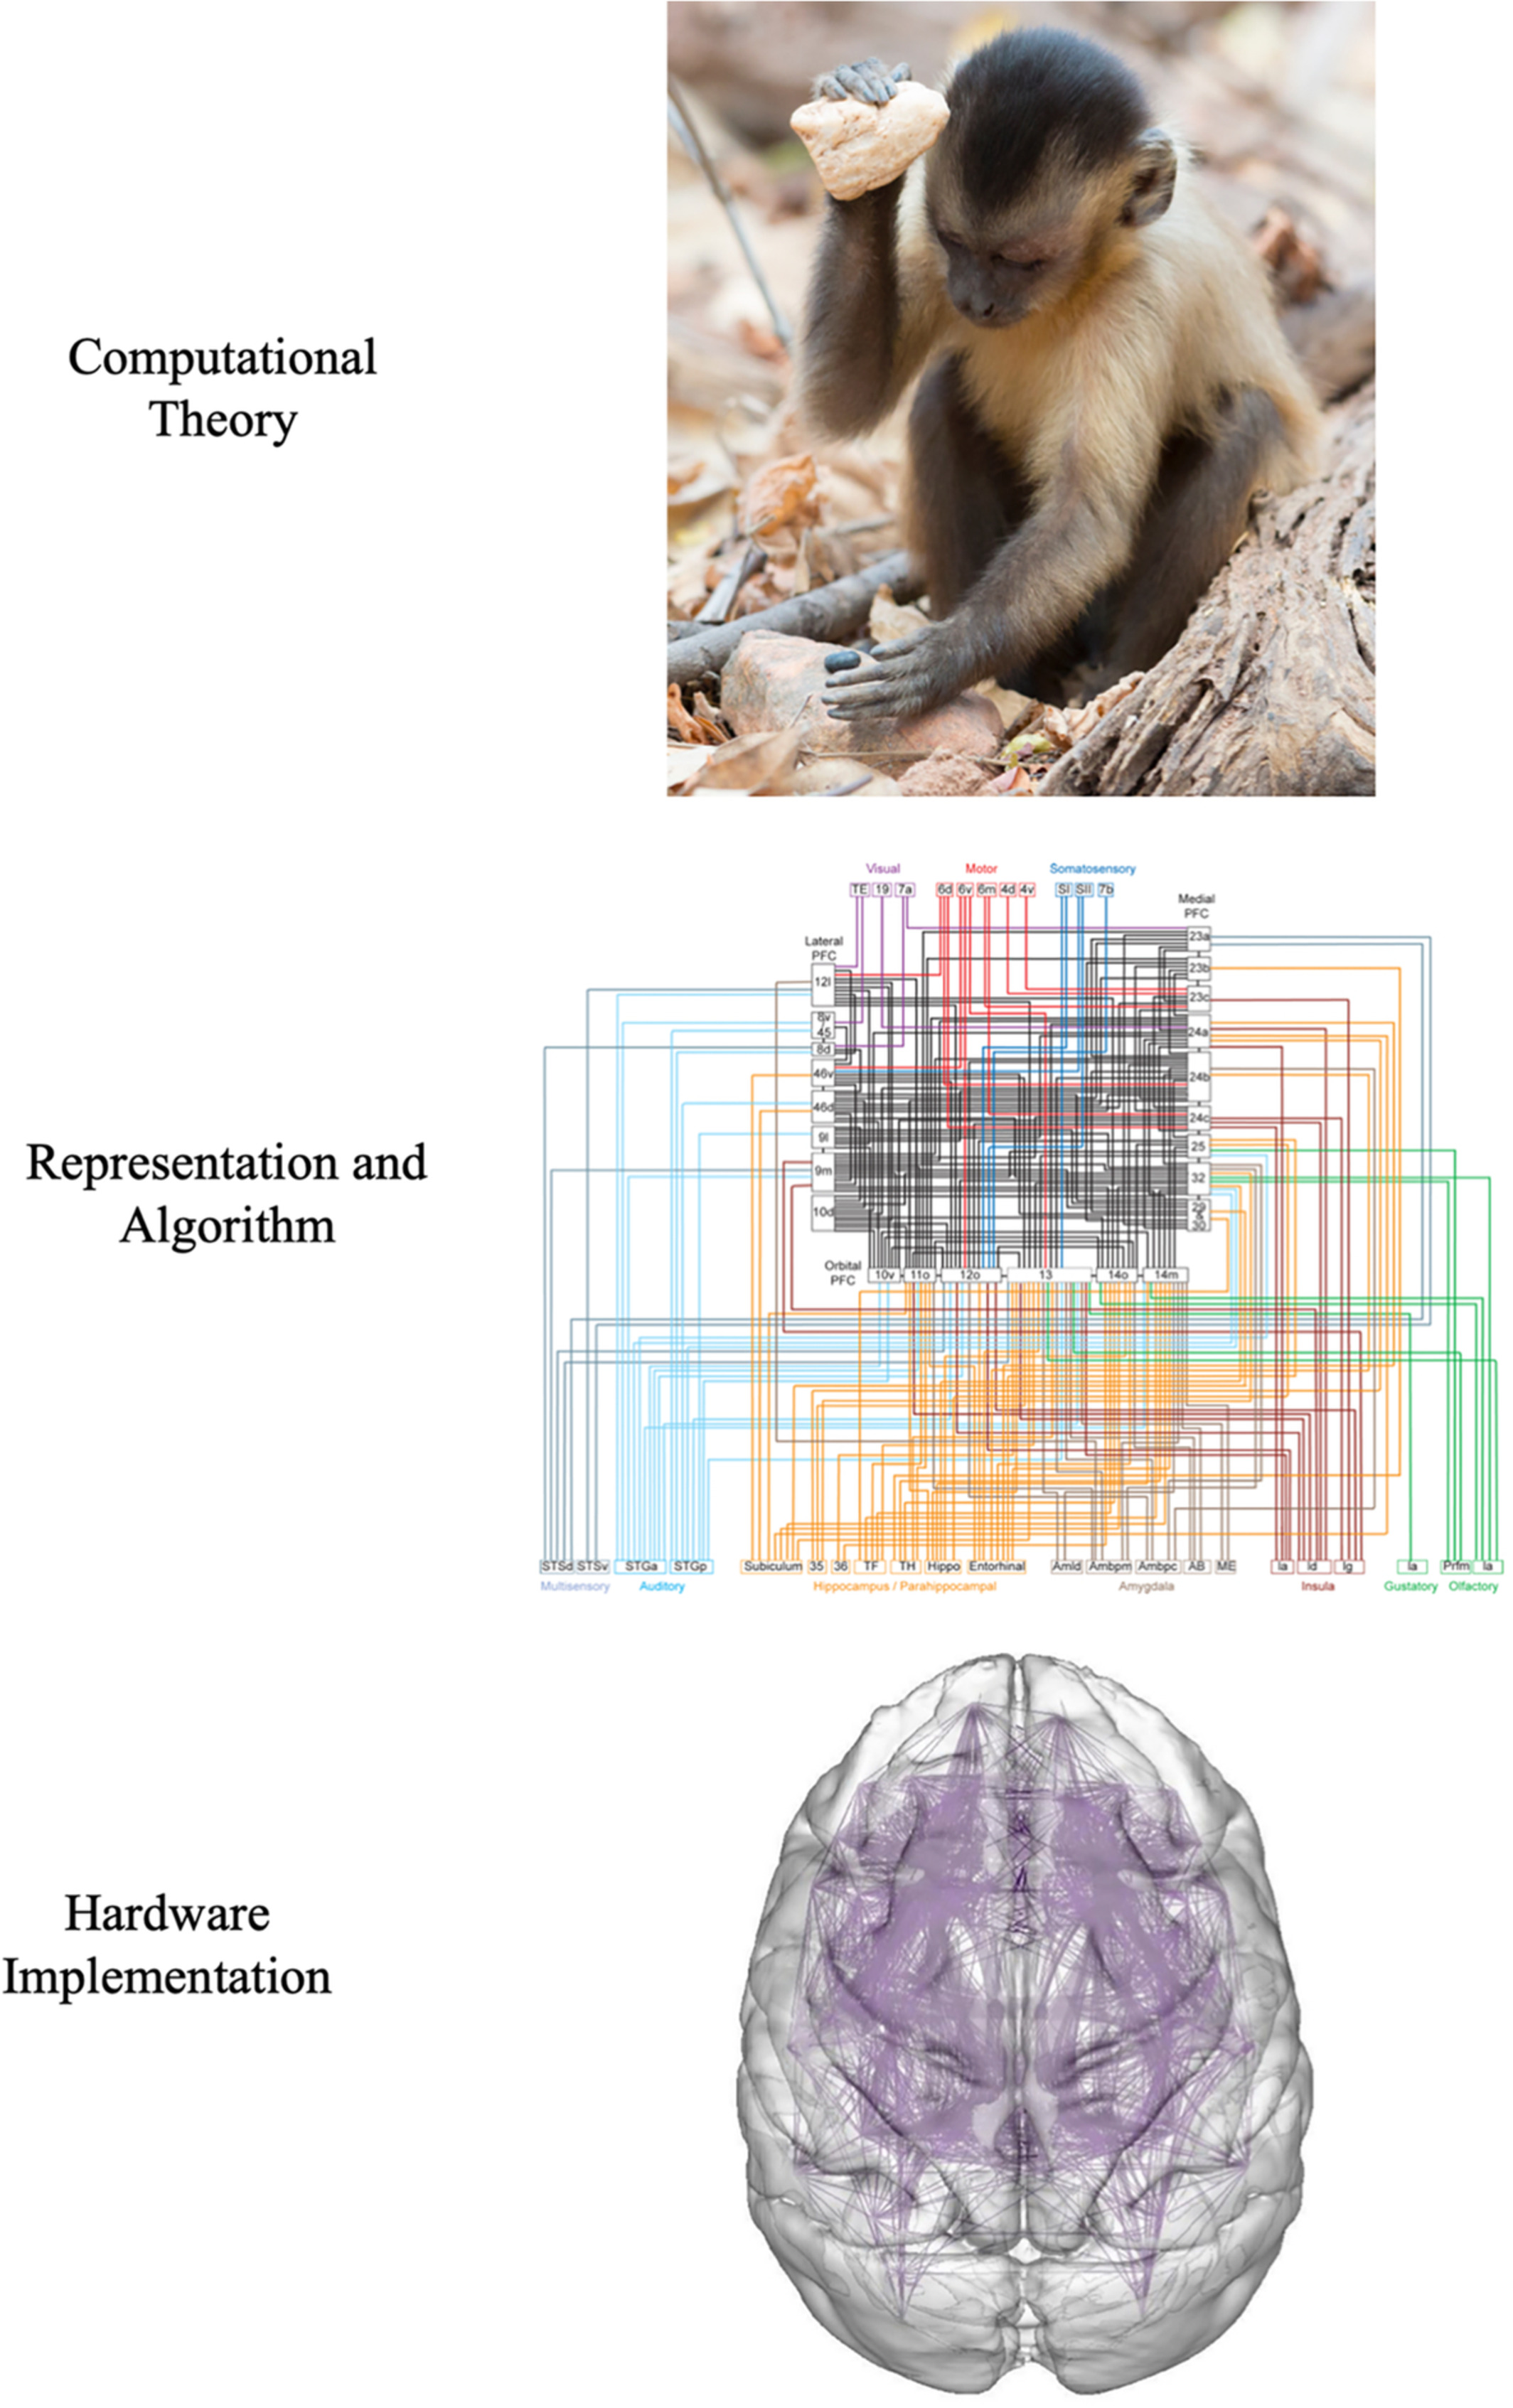 Computational
Theory
Visual
Motor
Somatosensory
TE 19 7a
6d 6v 6m 4d 4v
SI SII 7b
Medial
PFC
Lateral
PFC
23a
23b
12l
23c
8v
45
24a
8d
46v
24b
46d
24c
9l
25
9m
32
10d
29
30
Orbital
PFC
10v 11o 12o 13 14o 14m
Representation and
Algorithm
STSd STSv STGa STGp Subiculum 35 36 TF TH Hippo Entorhinal Amld Ambpm Ambpc AB ME Ia Id Ig Ia Prfm Ia
Multisensory Auditory Hippocampus / Parahippocampal Amygdala Insula Gustatory Olfactory
Hardware
Implementation